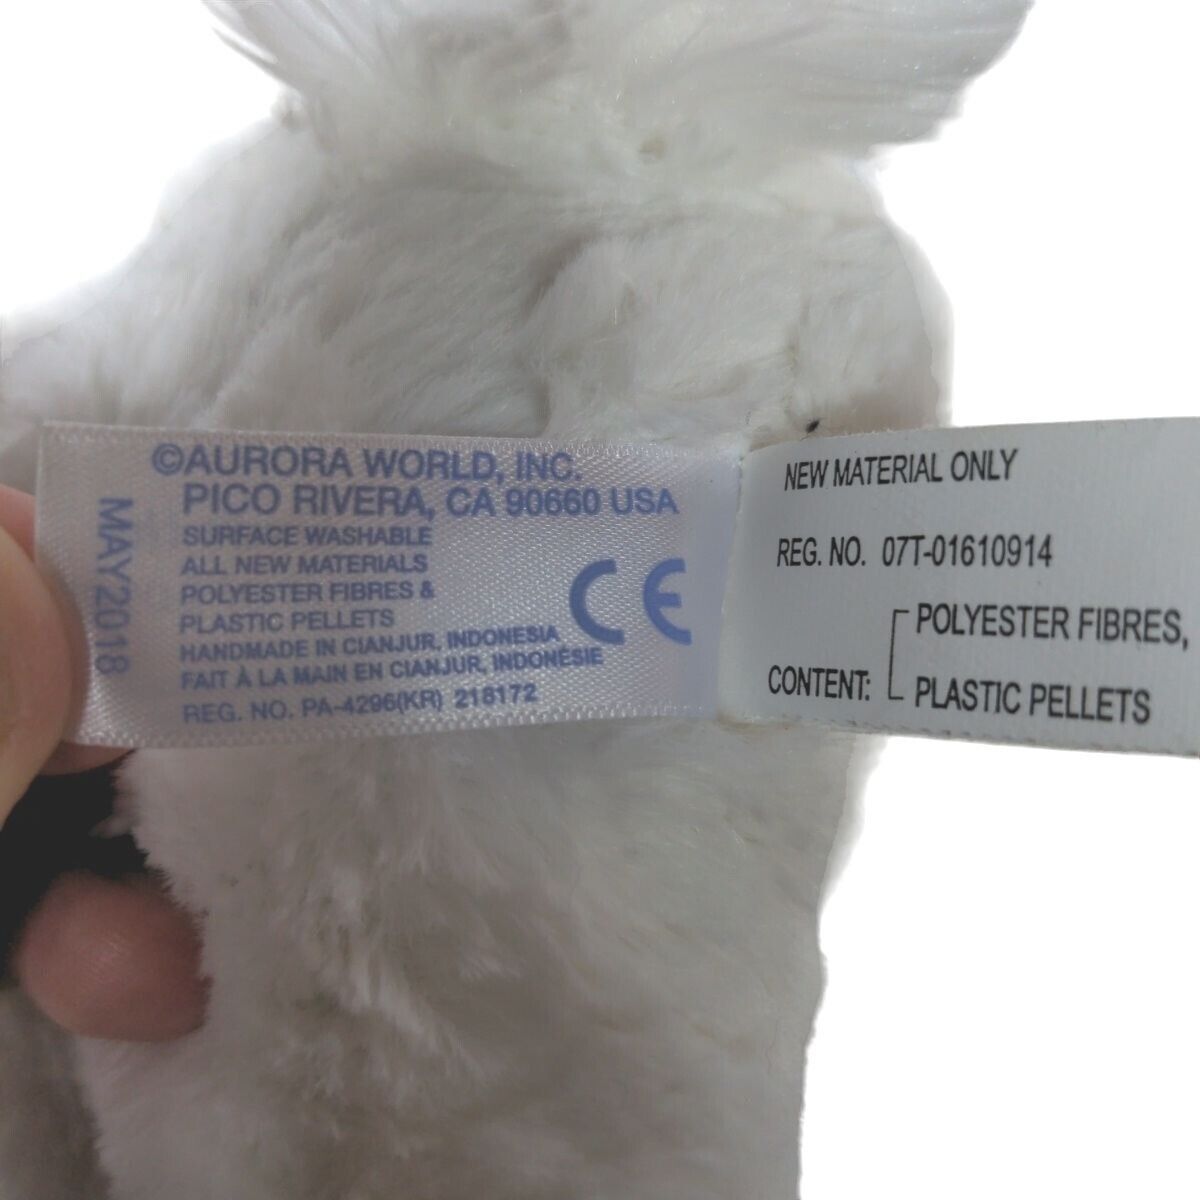 ©AURORA WORLD, INC.
PICO RIVERA, CA 90660 USA
SURFACE WASHABLE
ALL NEW MATERIALS
POLYESTER FIBRES &
PLASTIC PELLETS
HANDMADE IN CIANJUR, INDONESIA
FAIT À LA MAIN EN CIANJUR, INDONÉSIE
REG. NO. PA-4296(KR) 218172
MAY2018
CE
NEW MATERIAL ONLY
REG. NO. 07T-01610914
CONTENT: POLYESTER FIBRES,
PLASTIC PELLETS